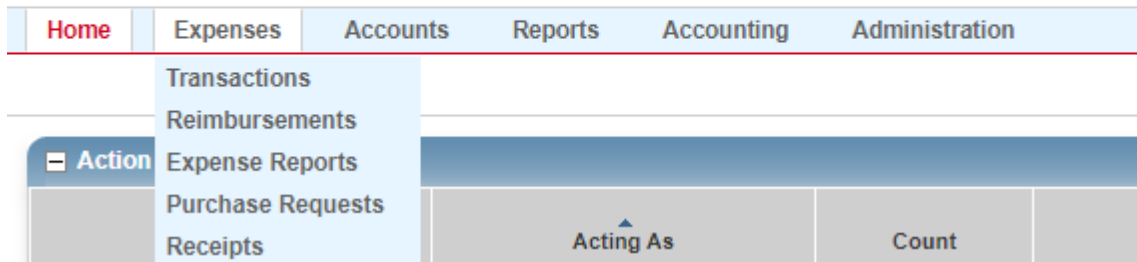 Home Expenses Accounts Reports Accounting Administration
Transactions
Reimbursements
Action Expense Reports
Purchase Requests
Acting As Count
Receipts